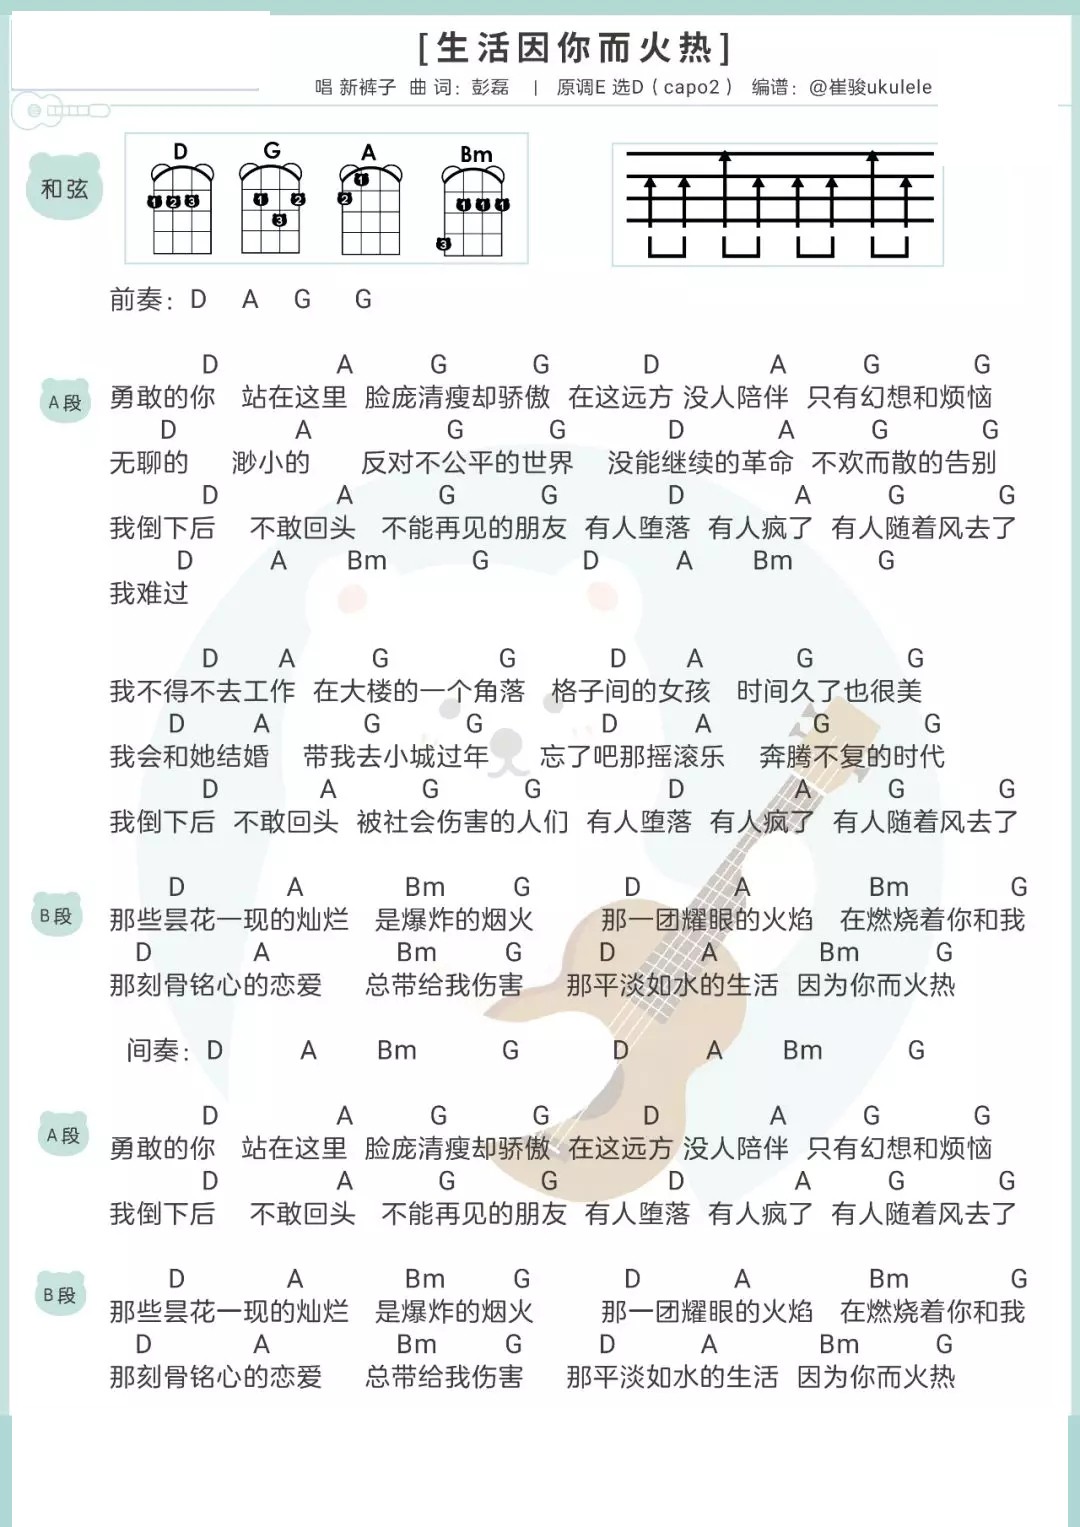 [生活因你而火热]
唱 新裤子 曲 词：彭磊 | 原调E 选D（capo2） 编谱：@崔骏ukulele
和弦
D G A Bm
1 2 3 1 2 3 1 2 1 1 1 3
前奏：D A G G
D A G G D A G G
A段 勇敢的你 站在这里 脸庞清瘦却骄傲 在这远方 没人陪伴 只有幻想和烦恼
D A G G D A G G
无聊的 渺小的 反对不公平的世界 没能继续的革命 不欢而散的告别
D A G G D A G G
我倒下后 不敢回头 不能再见的朋友 有人堕落 有人疯了 有人随着风去了
D A Bm G D A Bm G
我难过
D A G G D A G G
我不得不去工作 在大楼的一个角落 格子间的女孩 时间久了也很美
D A G G D A G G
我会和她结婚 带我去小城过年 忘了吧那摇滚乐 奔腾不复的时代
D A G G D A G G
我倒下后 不敢回头 被社会伤害的人们 有人堕落 有人疯了 有人随着风去了
D A Bm G D A Bm G
B段 那些昙花一现的灿烂 是爆炸的烟火 那一团耀眼的火焰 在燃烧着你和我
D A Bm G D A Bm G
那刻骨铭心的恋爱 总带给我伤害 那平淡如水的生活 因为你而火热
间奏：D A Bm G D A Bm G
D A G G D A G G
A段 勇敢的你 站在这里 脸庞清瘦却骄傲 在这远方 没人陪伴 只有幻想和烦恼
D A G G D A G G
我倒下后 不敢回头 不能再见的朋友 有人堕落 有人疯了 有人随着风去了
D A Bm G D A Bm G
B段 那些昙花一现的灿烂 是爆炸的烟火 那一团耀眼的火焰 在燃烧着你和我
D A Bm G D A Bm G
那刻骨铭心的恋爱 总带给我伤害 那平淡如水的生活 因为你而火热